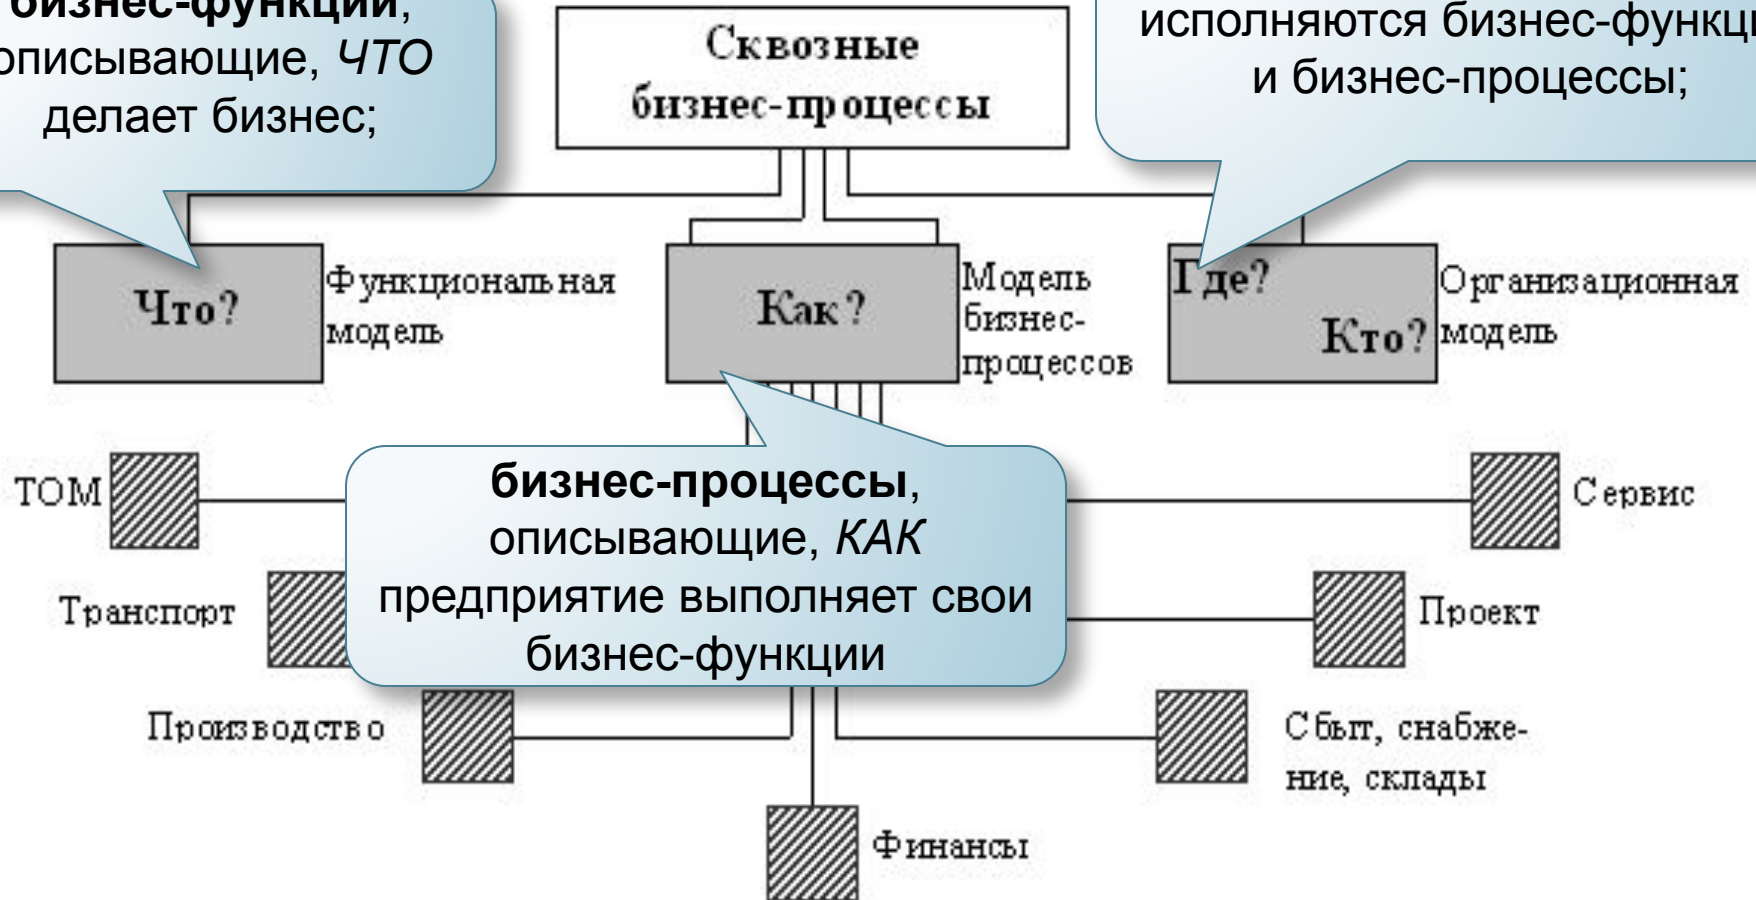 бизнес-функции,
описывающие, ЧТО
делает бизнес;
Сквозные
бизнес-процессы
исполняются
и бизнес-процессы;
Что?
Функциональная
модель
Как?
Модель
бизнес-
процессов
Где?
Кто?
Организационная
модель
бизнес-процессы,
описывающие, КАК
предприятие выполняет свои
бизнес-функции
ТОМ
Сервис
Транспорт
Проект
Производство
Сбыт, снабже-
ние, склады
Финансы